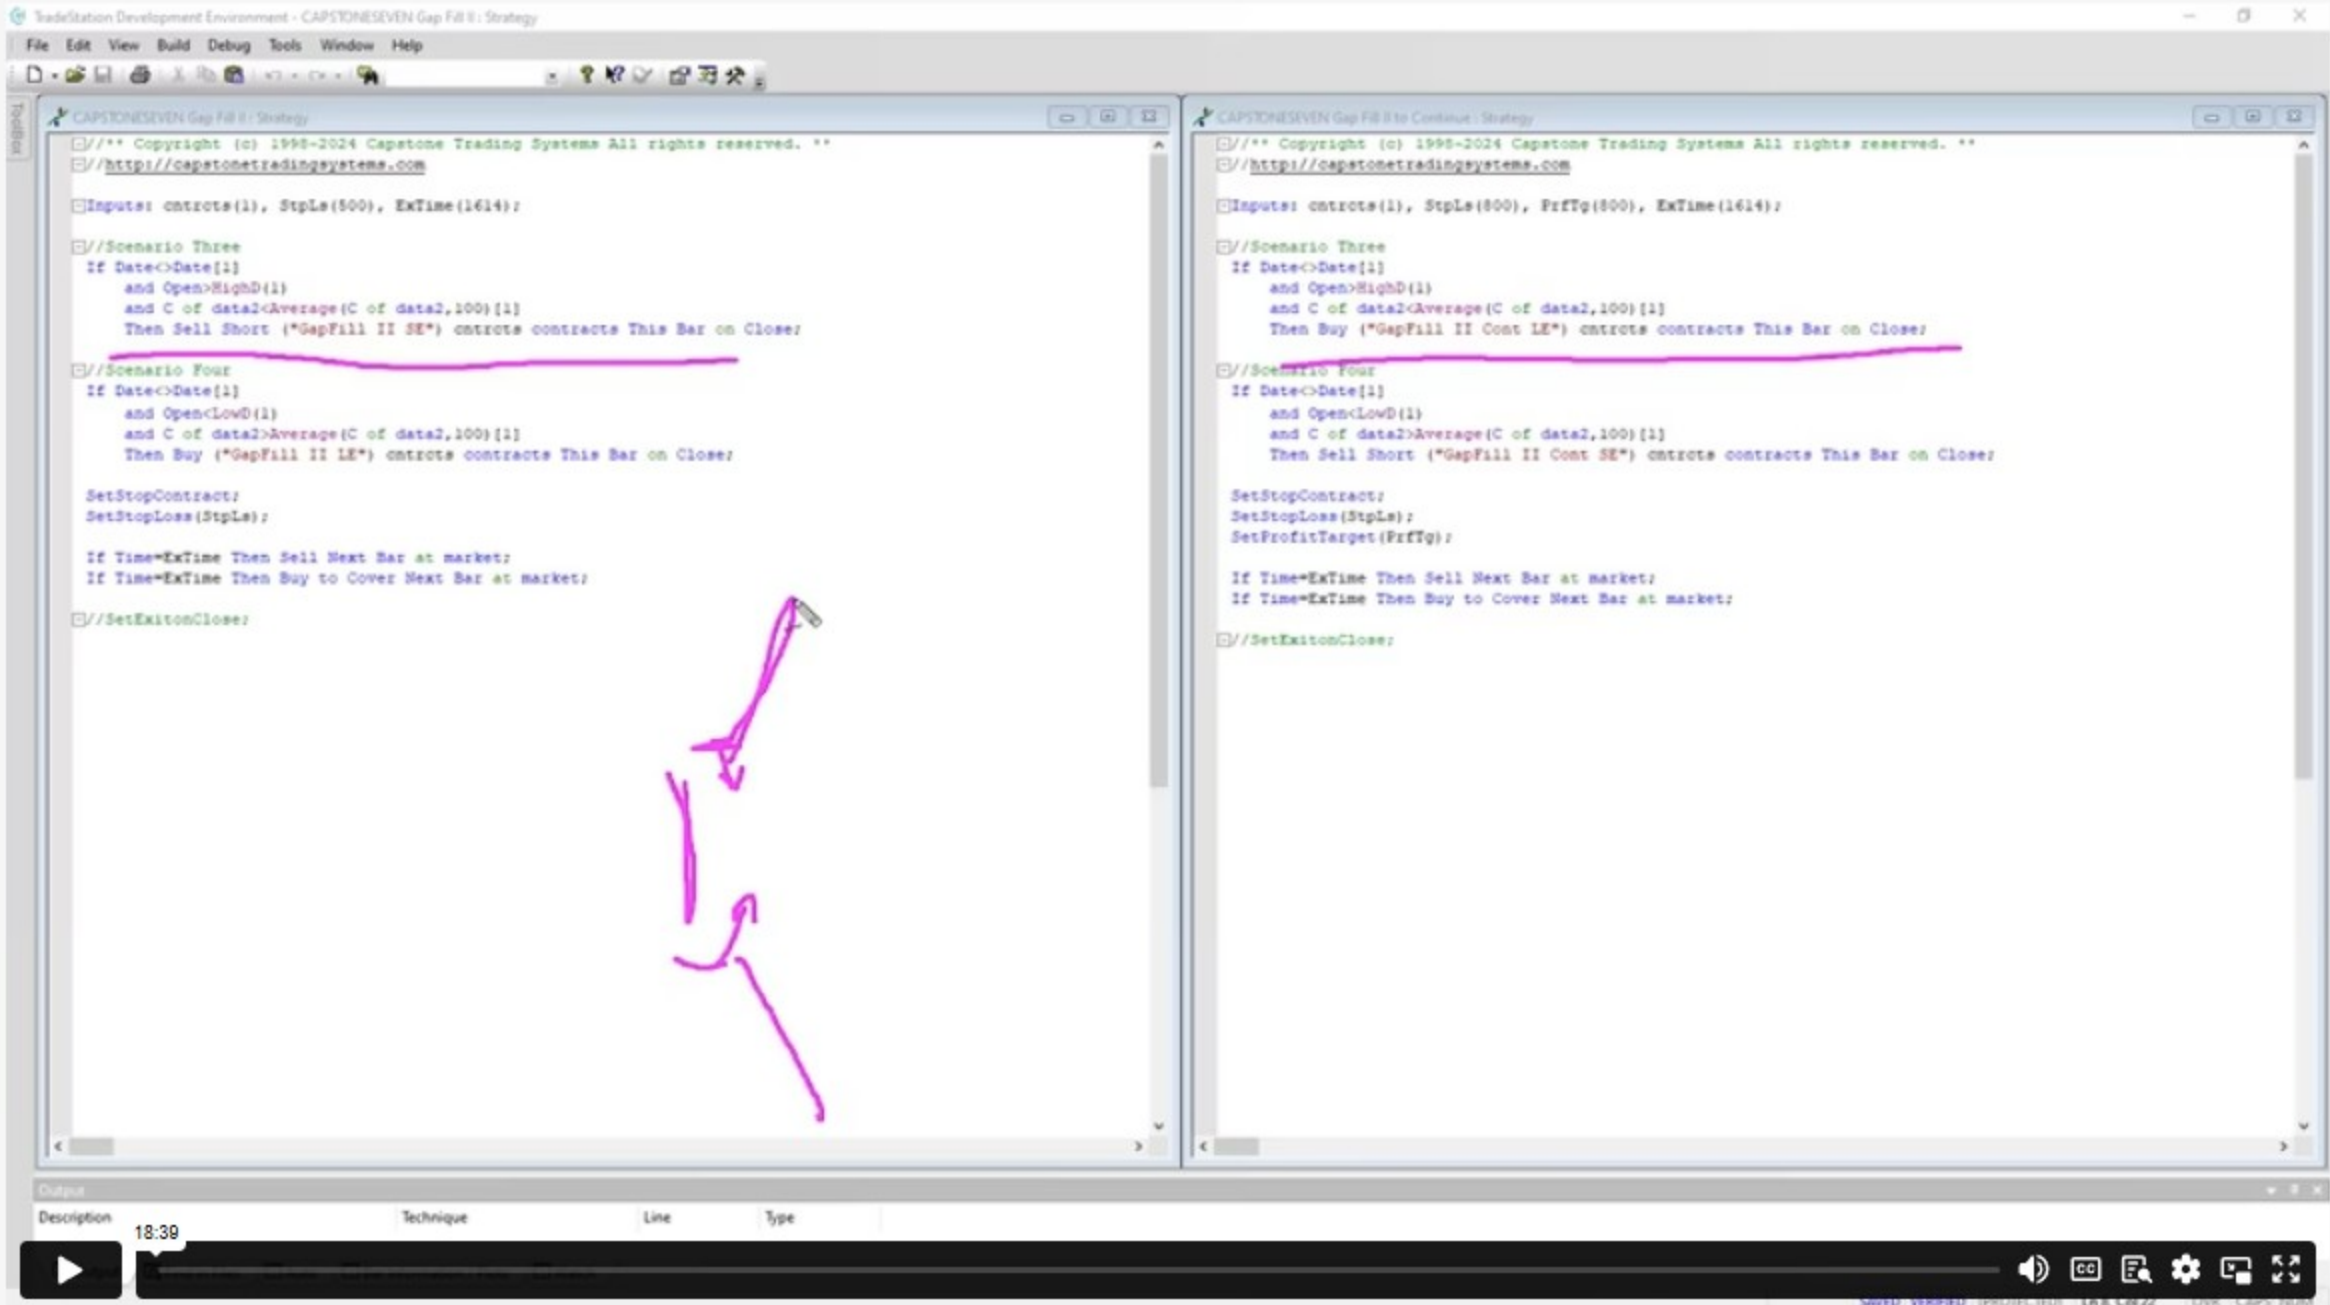 TradeStation Development Environment - CAPSTONESEVEN Gap Fill II : Strategy
File Edit View Build Debug Tools Window Help
ToolBox
CAPSTONESEVEN Gap Fill II : Strategy
//** Copyright (c) 1998-2024 Capstone Trading Systems All rights reserved. **
//http://capstonetradingsystems.com
Inputs: cntrcts(1), StpLs(500), ExTime(1614);
//Scenario Three
If Date<>Date[1]
and Open>HighD(1)
and C of data2<Average(C of data2,100)[1]
Then Sell Short ("GapFill II SE") cntrcts contracts This Bar on Close;
//Scenario Four
If Date<>Date[1]
and Open<LowD(1)
and C of data2>Average(C of data2,100)[1]
Then Buy ("GapFill II LE") cntrcts contracts This Bar on Close;
SetStopContract;
SetStopLoss(StpLs);
If Time=ExTime Then Sell Next Bar at market;
If Time=ExTime Then Buy to Cover Next Bar at market;
//SetExitonClose;
CAPSTONESEVEN Gap Fill II to Continue : Strategy
//** Copyright (c) 1998-2024 Capstone Trading Systems All rights reserved. **
//http://capstonetradingsystems.com
Inputs: cntrcts(1), StpLs(800), PrfTg(800), ExTime(1614);
//Scenario Three
If Date<>Date[1]
and Open>HighD(1)
and C of data2<Average(C of data2,100)[1]
Then Buy ("GapFill II Cont LE") cntrcts contracts This Bar on Close;
//Scenario Four
If Date<>Date[1]
and Open<LowD(1)
and C of data2>Average(C of data2,100)[1]
Then Sell Short ("GapFill II Cont SE") cntrcts contracts This Bar on Close;
SetStopContract;
SetStopLoss(StpLs);
SetProfitTarget(PrfTg);
If Time=ExTime Then Sell Next Bar at market;
If Time=ExTime Then Buy to Cover Next Bar at market;
//SetExitonClose;
Output
Description Technique Line Type
18:39
CC